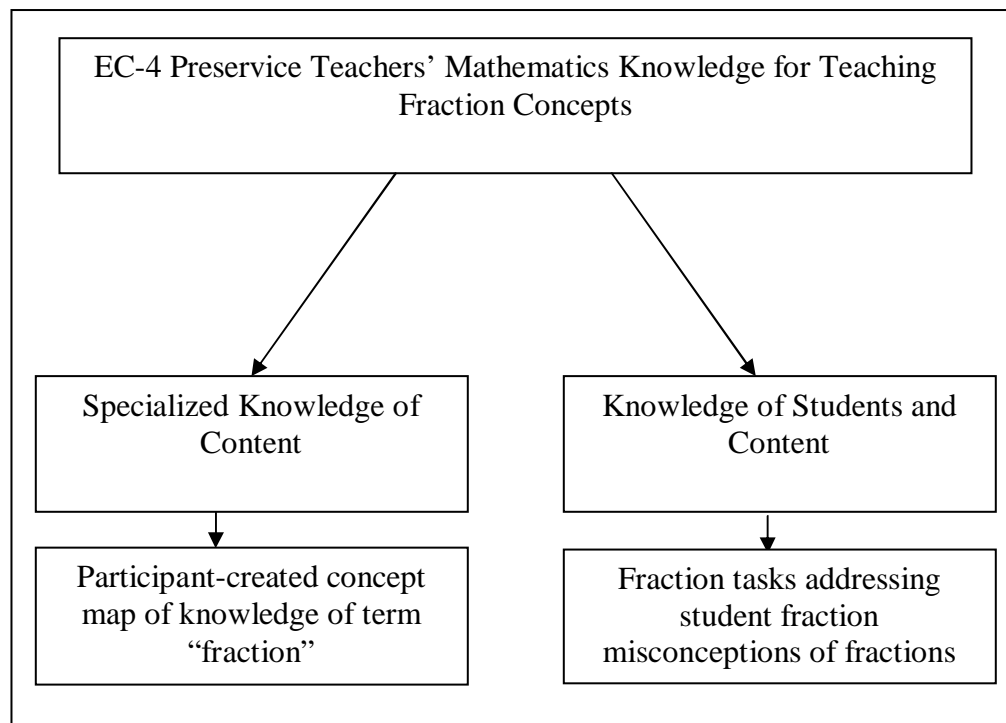 EC-4 Preservice Teachers’ Mathematics Knowledge for Teaching
Fraction Concepts
Specialized Knowledge of
Content
Knowledge of Students and
Content
Participant-created concept
map of knowledge of term
“fraction”
Fraction tasks addressing
student fraction
misconceptions of fractions